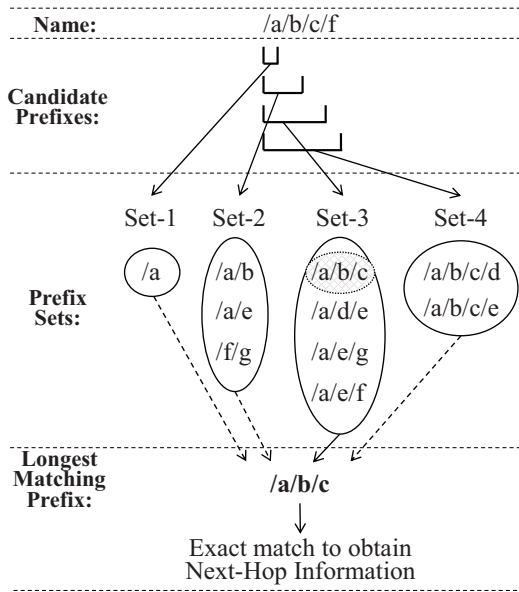 Name: /a/b/c/f
Candidate
Prefixes:
Set-1 Set-2 Set-3 Set-4
/a /a/b /a/b/c /a/b/c/d
Prefix
Sets:
/a/e /a/d/e /a/b/c/e
/f/g /a/e/g
/a/e/f
Longest
Matching
Prefix:
/a/b/c
Exact match to obtain
Next-Hop Information